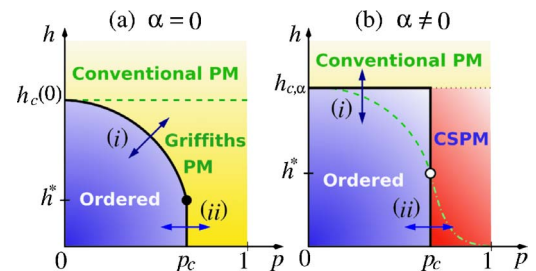 (a) α = 0
h
Conventional PM
h_c(0)
(i)
Griffiths
PM
h*
Ordered
(ii)
0
p_c
1
p
(b) α ≠ 0
h
Conventional PM
h_{c,α}
(i)
CSPM
h*
Ordered
(ii)
0
p_c
1
p